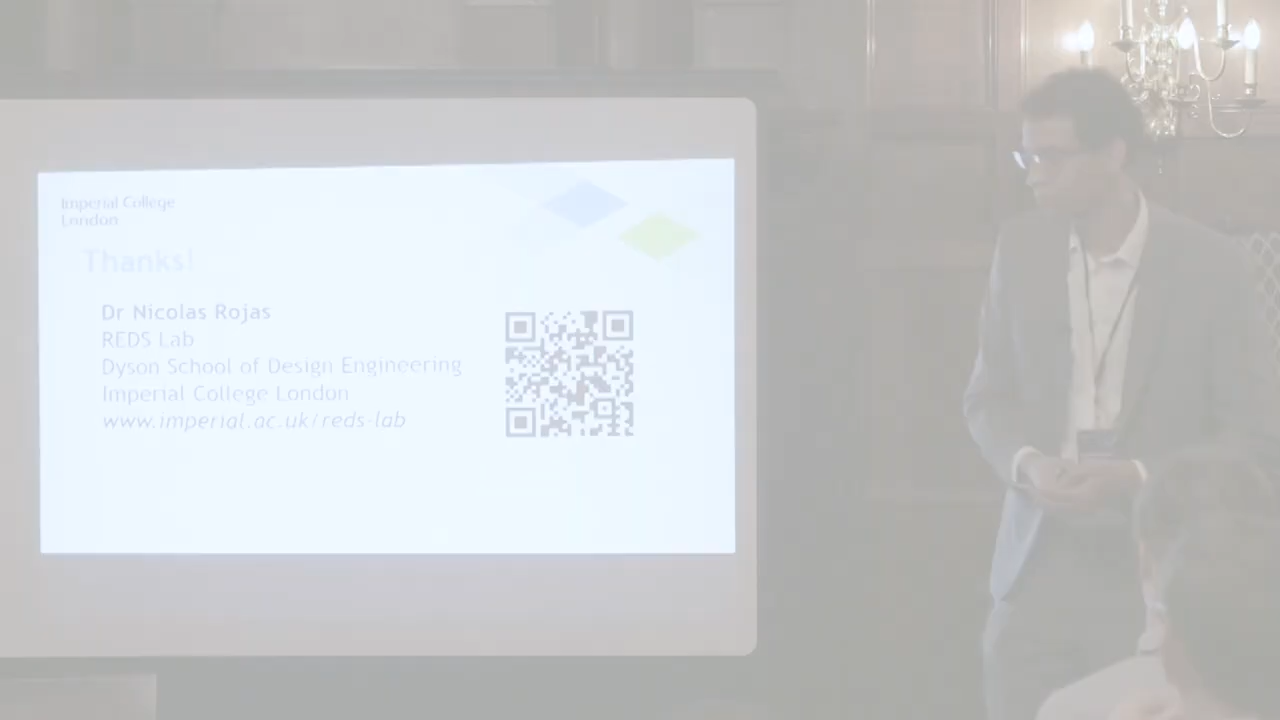 Imperial College
London
Thanks!
Dr Nicolas Rojas
REDS Lab
Dyson School of Design Engineering
Imperial College London
www.imperial.ac.uk/reds-lab